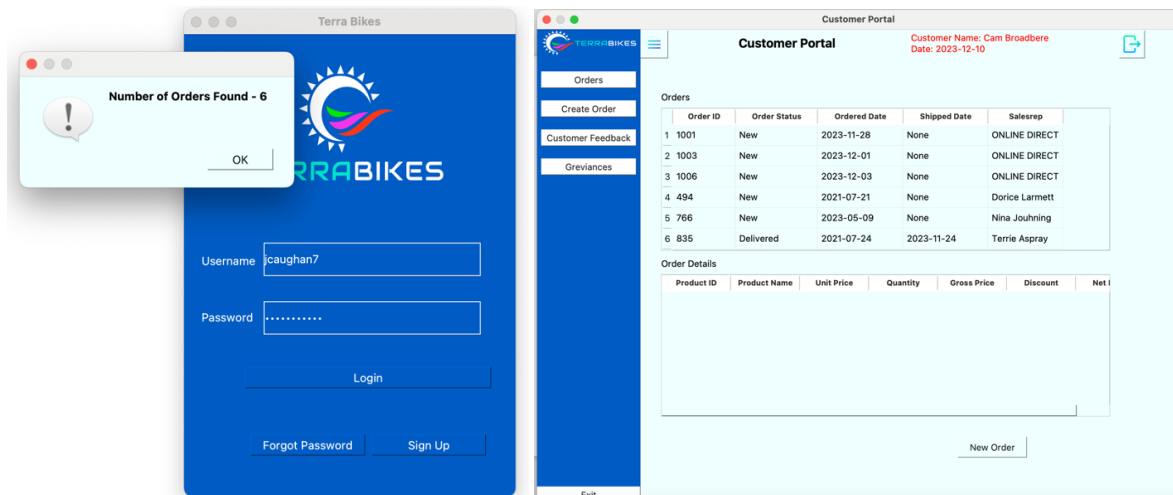 Terra Bikes
Number of Orders Found - 6
OK
RRABIKES
Username jcaughan7
Password ···········
Login
Forgot Password Sign Up
Customer Portal
TERRABIKES
Customer Portal
Customer Name: Cam Broadbere
Date: 2023-12-10
Orders
Create Order
Customer Feedback
Greviances
Exit
Orders
Order ID Order Status Ordered Date Shipped Date Salesrep
1 1001 New 2023-11-28 None ONLINE DIRECT
2 1003 New 2023-12-01 None ONLINE DIRECT
3 1006 New 2023-12-03 None ONLINE DIRECT
4 494 New 2021-07-21 None Dorice Larmett
5 766 New 2023-05-09 None Nina Jouhning
6 835 Delivered 2021-07-24 2023-11-24 Terrie Aspray
Order Details
Product ID Product Name Unit Price Quantity Gross Price Discount Net
New Order